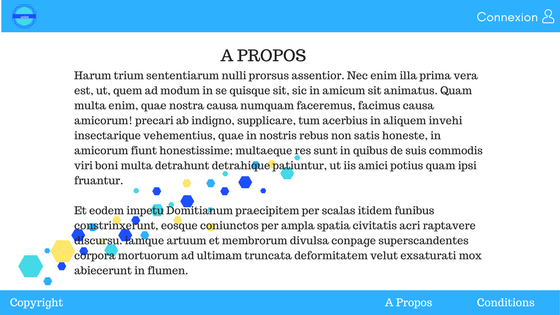 Connexion
A PROPOS
Harum trium sententiarum nulli prorsus assentior. Nec enim illa prima vera
est, ut, quem ad modum in se quisque sit, sic in amicum sit animatus. Quam
multa enim, quae nostra causa numquam faceremus, facimus causa
amicorum! precari ab indigno, supplicare, tum acerbius in aliquem invehi
insectarique vehementius, quae in nostris rebus non satis honeste, in
amicorum fiunt honestissime; multaeque res sunt in quibus de suis commodis
viri boni multa detrahunt detrahique patiuntur, ut iis amici potius quam ipsi
fruantur.
Et eodem impetu Domitianum praecipitem per scalas itidem funibus
constrinxerunt, eosque coniunctos per ampla spatia civitatis acri raptavere
discursu. iamque artuum et membrorum divulsa conpage superscandentes
corpora mortuorum ad ultimam truncata deformitatem velut exsaturati mox
abiecerunt in flumen.
Copyright
A Propos
Conditions